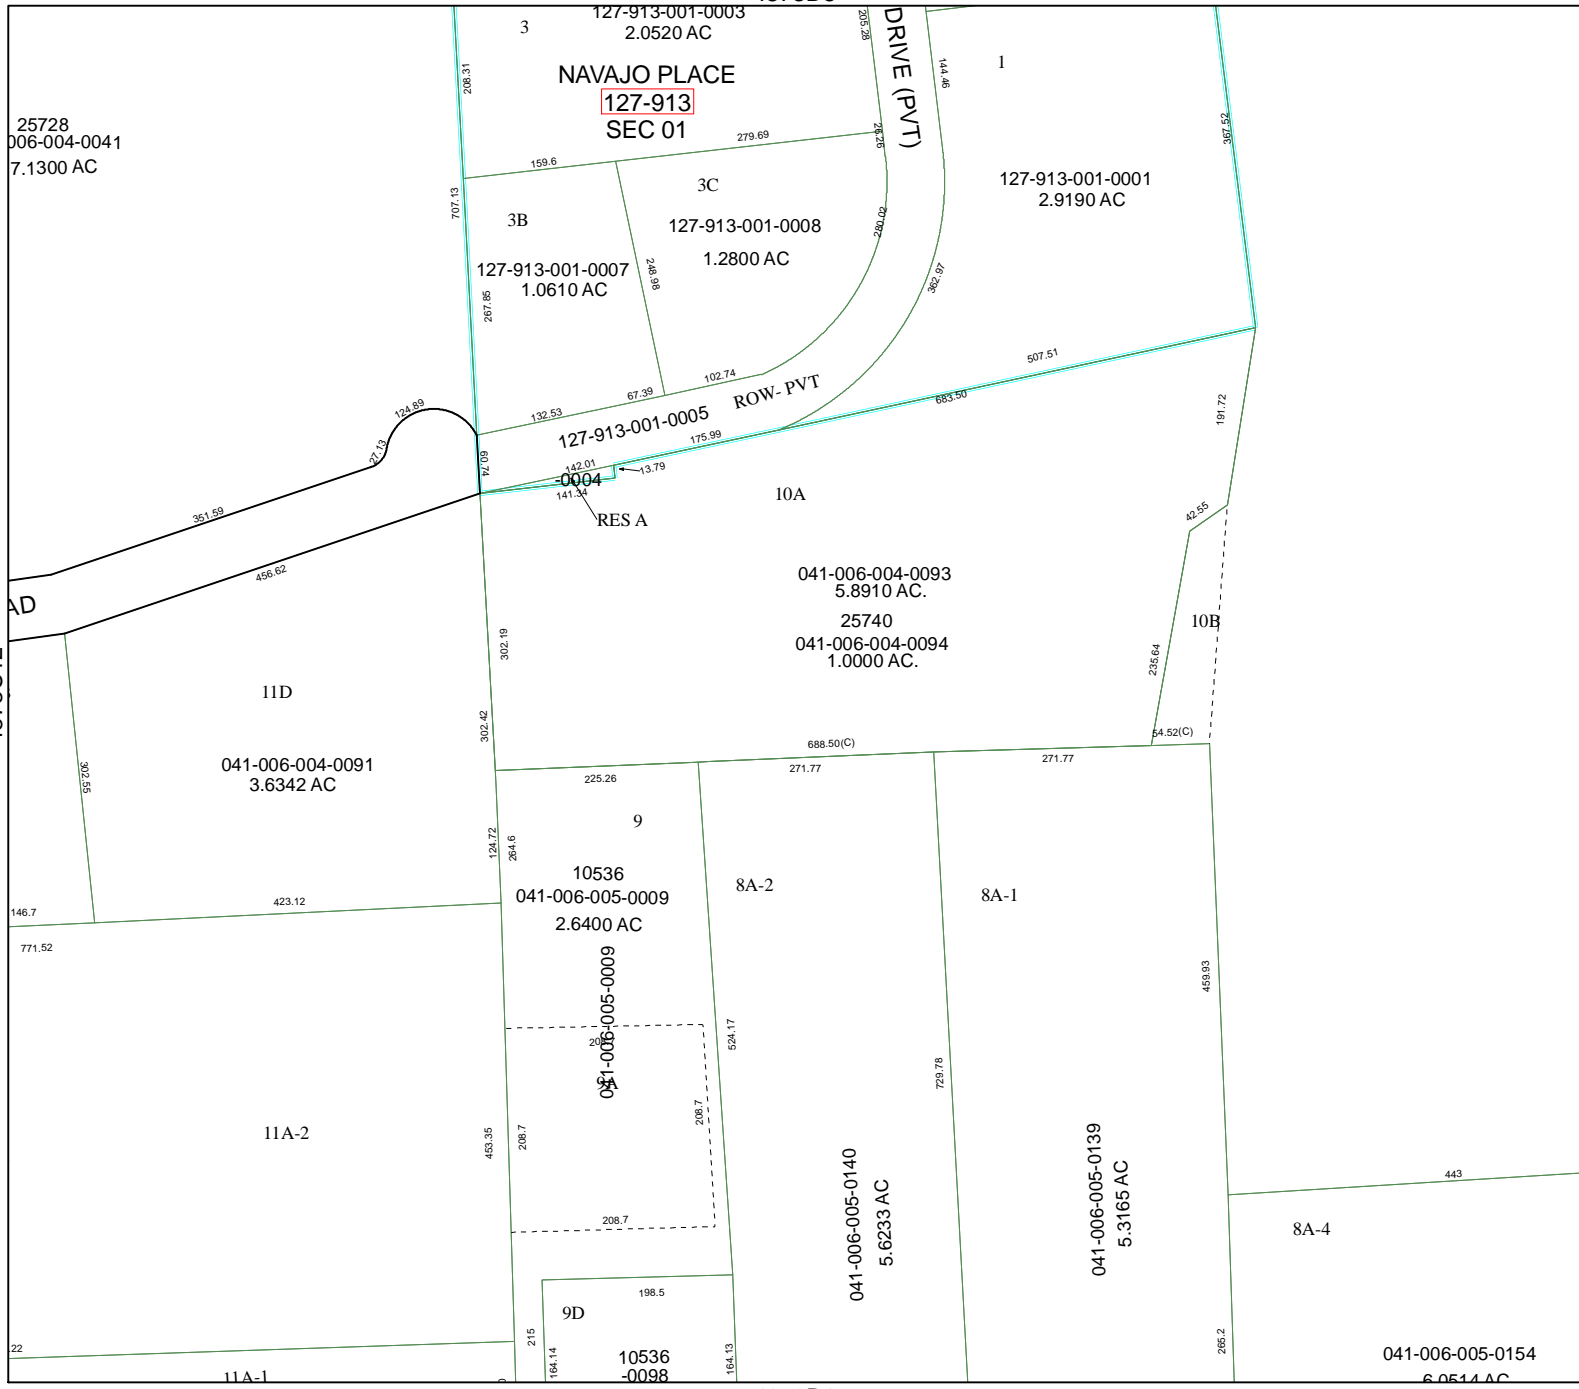 127-913-001-0003
2.0520 AC
3
NAVAJO PLACE
127-913
SEC 01
DRIVE (PVT)
205.28
144.46
1
367.52
208.31
25728
006-004-0041
7.1300 AC
159.6
279.69
26.26
707.13
3B
3C
127-913-001-0008
1.2800 AC
127-913-001-0001
2.9190 AC
127-913-001-0007
1.0610 AC
267.85
248.98
280.02
362.97
507.51
683.50
191.72
102.74
67.39
132.53
ROW- PVT
127-913-001-0005
175.99
124.89
27.13
60.74
142.01
-0004
13.79
141.34
RES A
10A
351.59
456.62
42.55
AD
041-006-004-0093
5.8910 AC.
25740
041-006-004-0094
1.0000 AC.
10B
235.64
302.19
302.42
11D
041-006-004-0091
3.6342 AC
302.55
688.50(C)
54.52(C)
225.26
271.77
271.77
9
124.72
264.6
10536
041-006-005-0009
2.6400 AC
041-006-005-0009
8A-2
8A-1
423.12
146.7
771.52
459.93
524.17
729.78
9A
208.7
208.7
208.7
453.35
11A-2
041-006-005-0140
5.6233 AC
041-006-005-0139
5.3165 AC
443
8A-4
198.5
9D
215
164.14
164.13
265.2
10536
-0098
.22
11A-1
041-006-005-0154
6.0514 AC